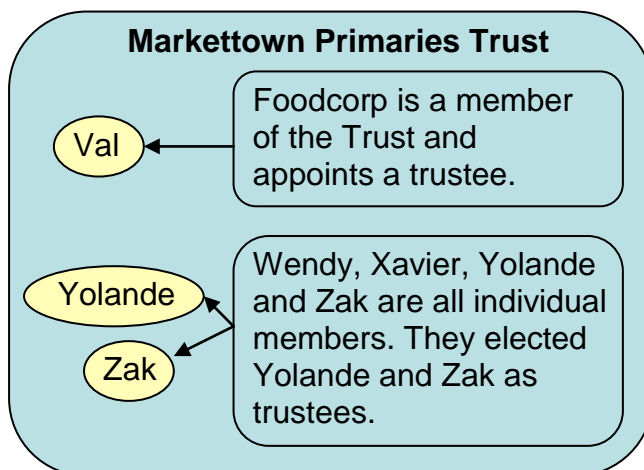 Markettown Primaries Trust
Val
Foodcorp is a member
of the Trust and
appoints a trustee.
Yolande
Zak
Wendy, Xavier, Yolande
and Zak are all individual
members. They elected
Yolande and Zak as
trustees.